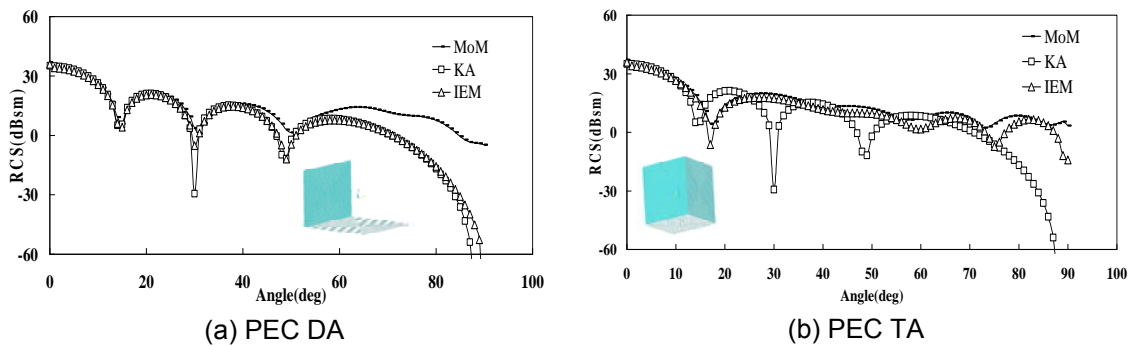 60
30
0
-30
-60
RCS(dBsm)
MoM
KA
IEM
0 20 40 60 80 100
Angle(deg)
(a) PEC DA
60
30
0
-30
60
RCS(dBsm)
MoM
KA
IEM
0 10 20 30 40 50 60 70 80 90 100
Angle(deg)
(b) PEC TA